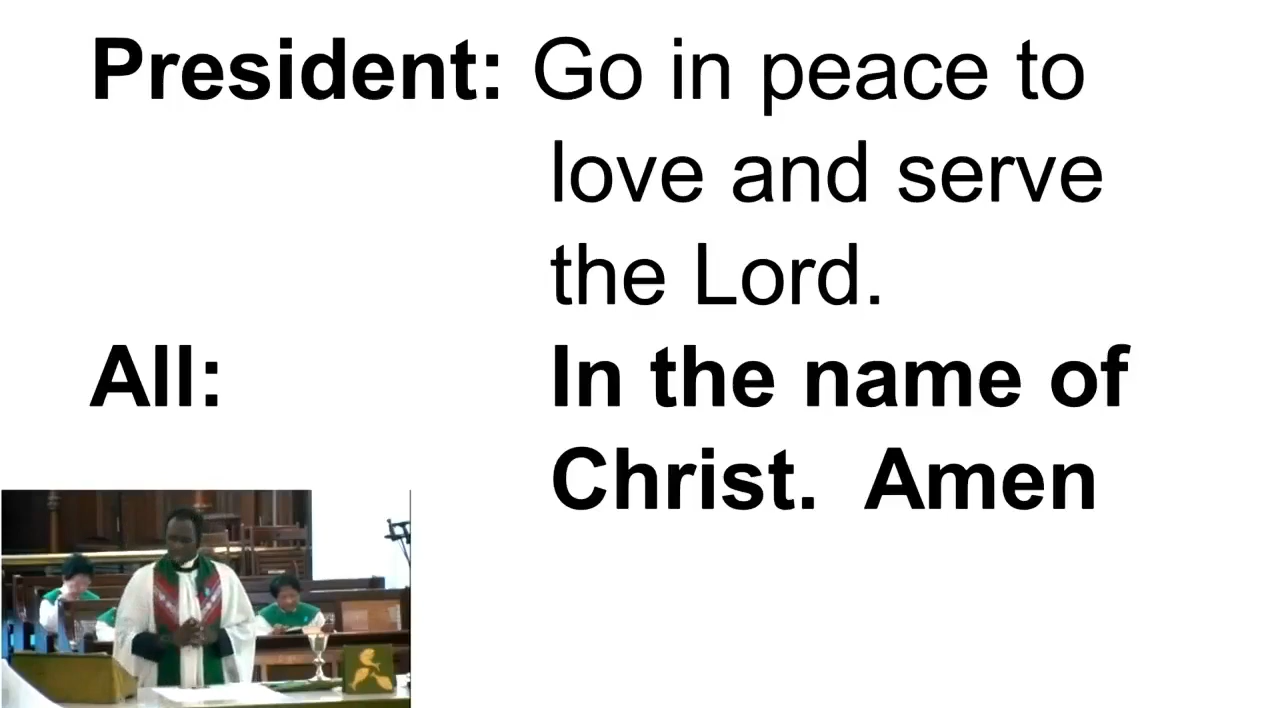 President: Go in peace to
love and serve
the Lord.
All: In the name of
Christ. Amen